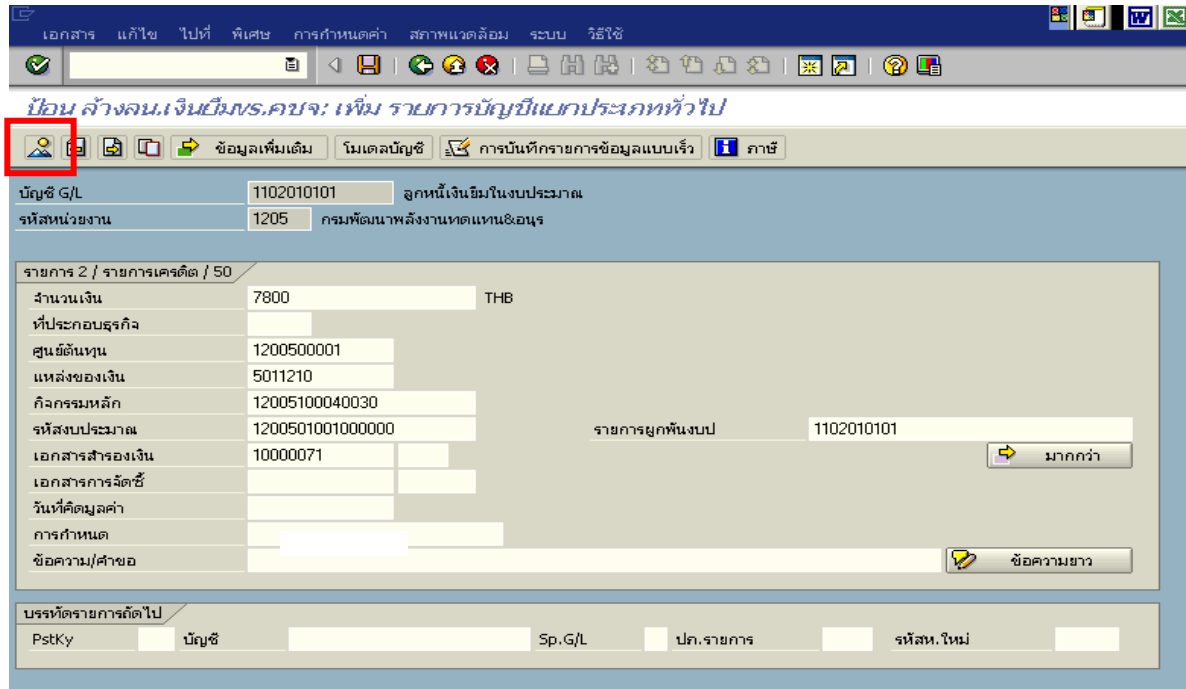 เอกสาร แก้ไข ไปที่ พิเศษ การกำหนดค่า สภาพแวดล้อม ระบบ วิธีใช้
ป้อน ล้างลน.เงินยืมขร.คชจ: เพิ่ม รายการบัญชีแยกประเภททั่วไป
ข้อมูลเพิ่มเติม โมเดลบัญชี การบันทึกรายการข้อมูลแบบเร็ว ภาษี
บัญชี G/L 1102010101 ลูกหนี้เงินยืมในงบประมาณ
รหัสหน่วยงาน 1205 กรมพัฒนาพลังงานทดแทน&อนุร
รายการ 2 / รายการเครดิต / 50
จำนวนเงิน 7800 THB
ที่ประกอบธุรกิจ
ศูนย์ต้นทุน 1200500001
แหล่งของเงิน 5011210
กิจกรรมหลัก 12005100040030
รหัสงบประมาณ 1200501001000000 รายการผูกพันงบป 1102010101
เอกสารสำรองเงิน 10000071 มากกว่า
เอกสารการจัดซื้
วันที่คิดมูลค่า
การกำหนด
ข้อความ/คำขอ ข้อความยาว
บรรทัดรายการถัดไป
PstKy บัญชี Sp.G/L ปภ.รายการ รหัสห.ใหม่